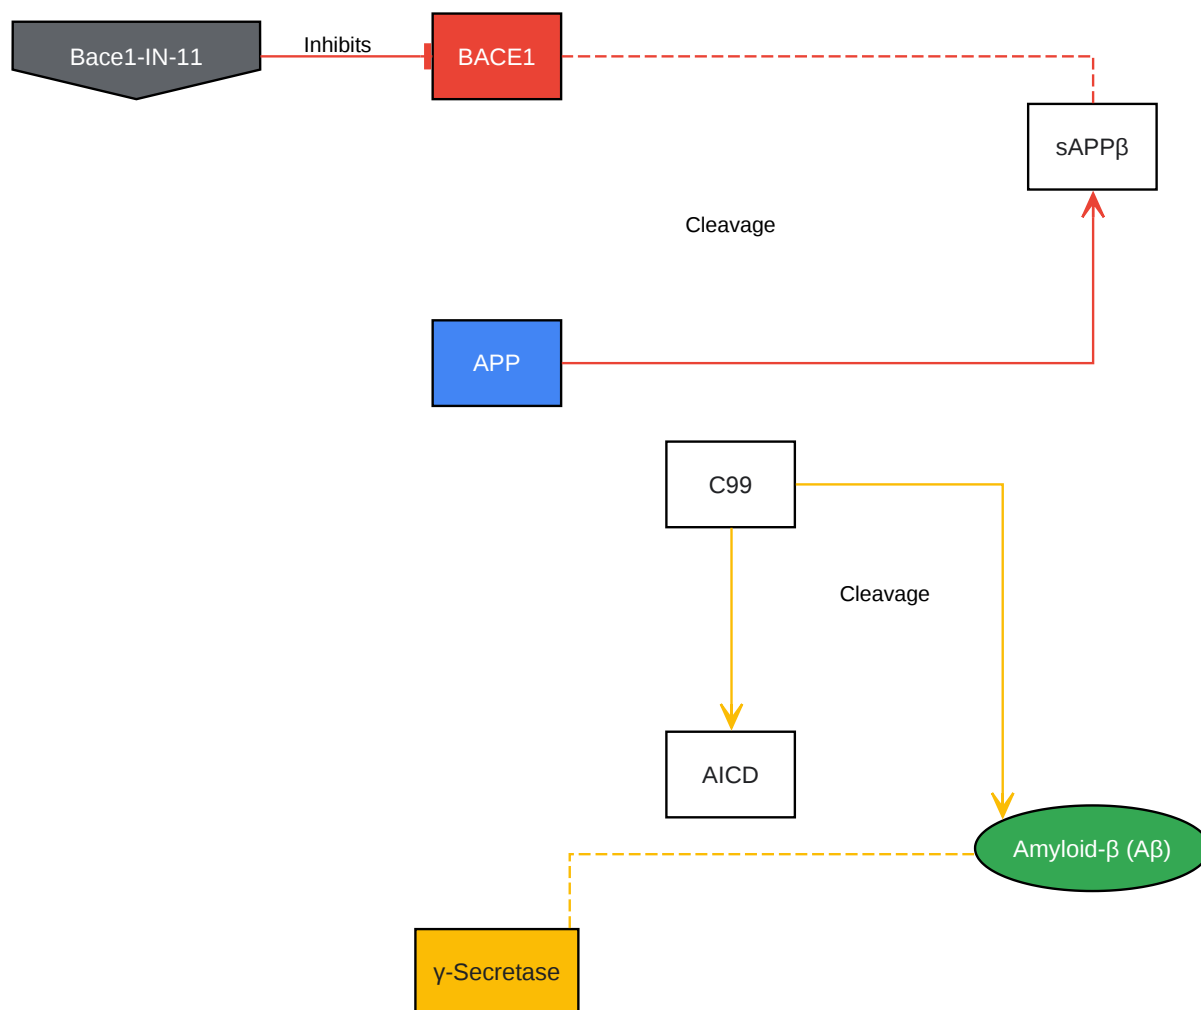 Bace1-IN-11
Inhibits
BACE1
sAPPβ
Cleavage
APP
C99
Cleavage
AICD
Amyloid-β (Aβ)
γ-Secretase